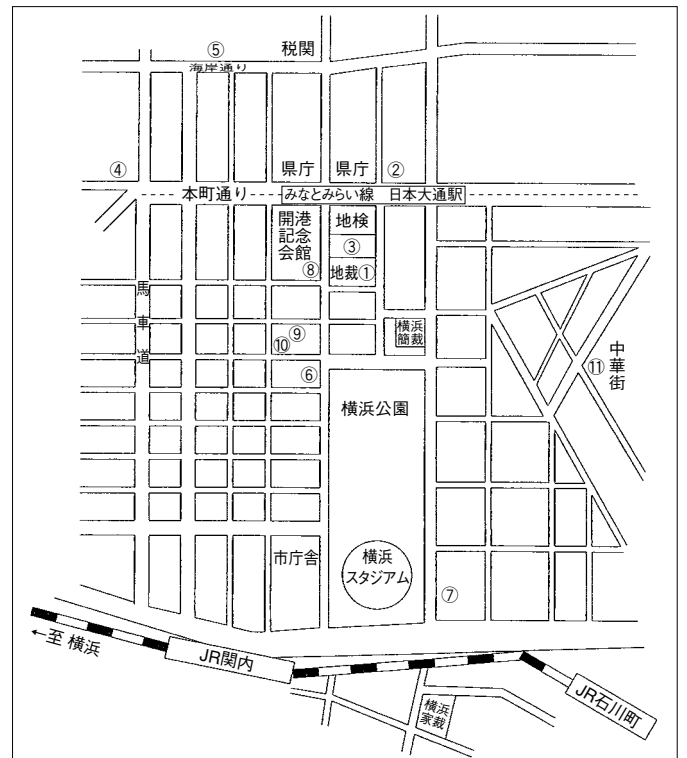 ⑤
税関
海岸通り
④
県庁
県庁
②
本町通り
みなとみらい線 日本大通駅
開港
記念
会館
⑧
地検
③
地裁①
馬車道
⑨
⑩
横浜
簡裁
中華街
⑪
⑥
横浜公園
市庁舎
横浜
スタジアム
⑦
←至 横浜
JR関内
JR石川町
横浜
家裁